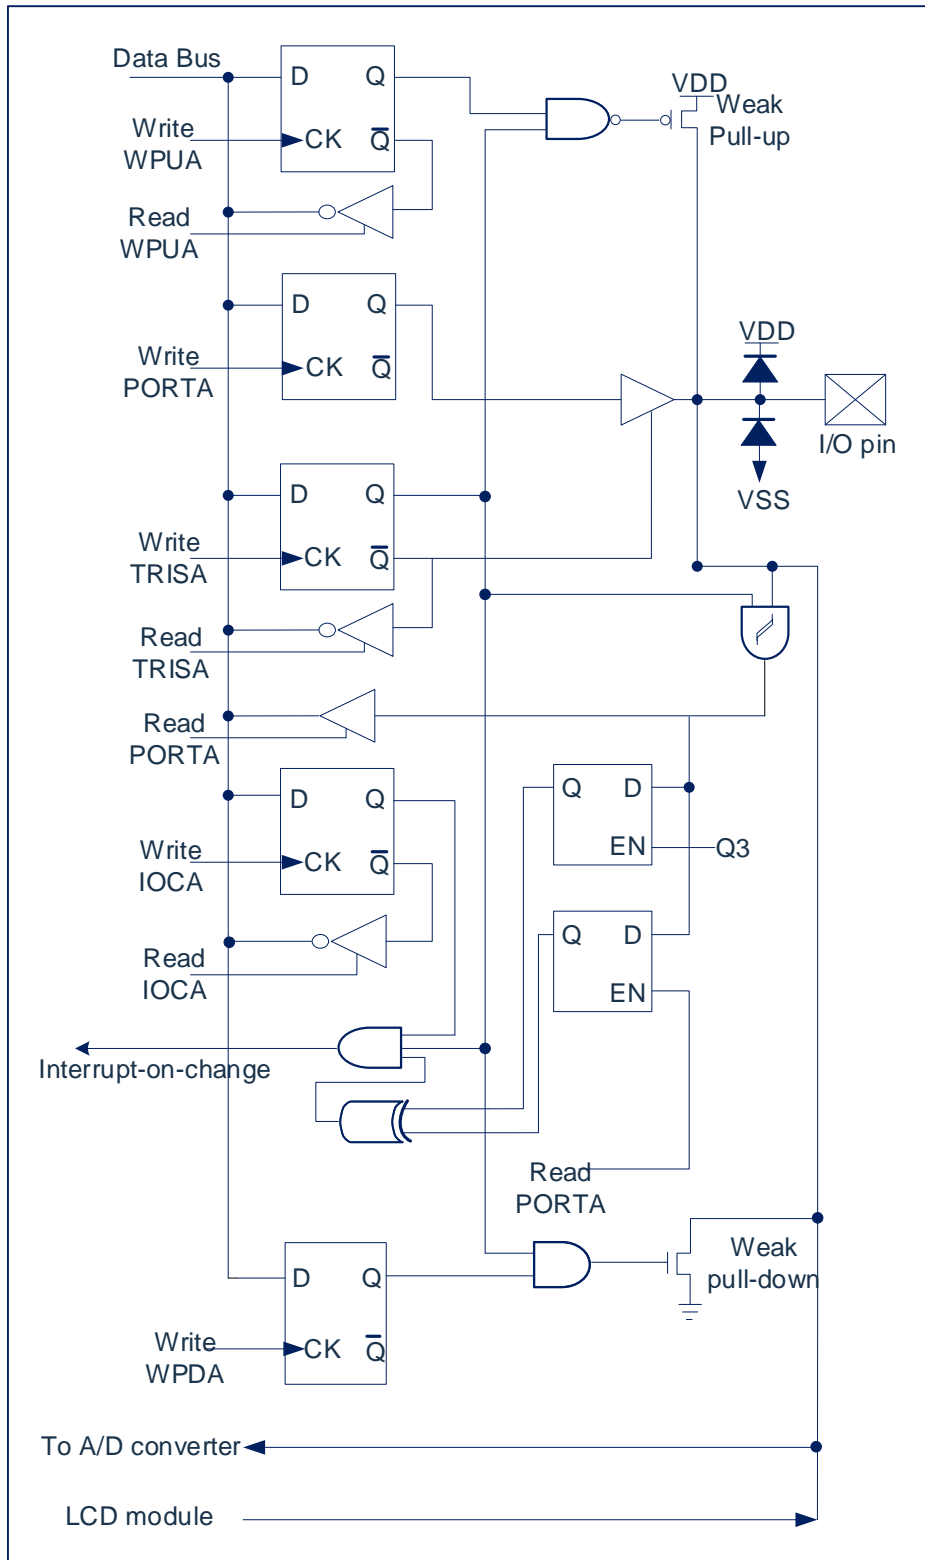 Data Bus
D
Q
VDD
Weak
Pull-up
Write
WPUA
CK
Q̅
Read
WPUA
D
Q
Write
PORTA
CK
Q̅
VDD
I/O pin
VSS
D
Q
Write
TRISA
CK
Q̅
Read
TRISA
Read
PORTA
D
Q
Q
D
Write
IOCA
CK
Q̅
EN
Q3
Read
IOCA
Q
D
EN
Interrupt-on-change
Read
PORTA
D
Q
Weak
pull-down
Write
WPDA
CK
Q̅
To A/D converter
LCD module